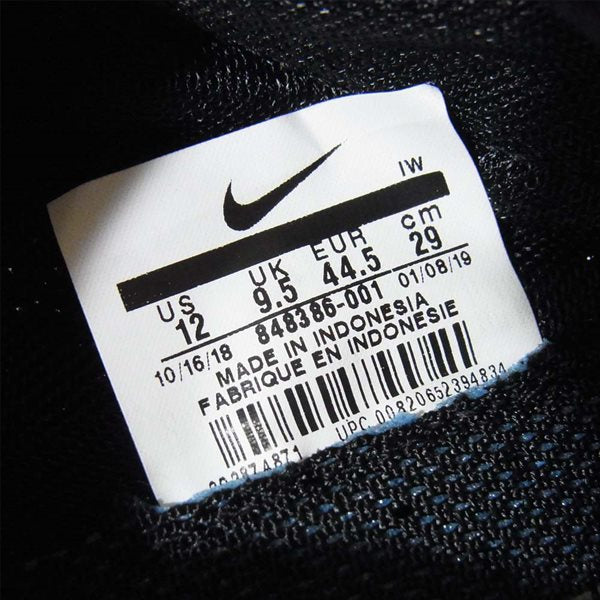 IW
US UK EUR cm
12 9.5 44.5 29
10/16/18 848386-001 01/08/19
MADE IN INDONESIA
FABRIQUE EN INDONESIE
UPC 00820652394834